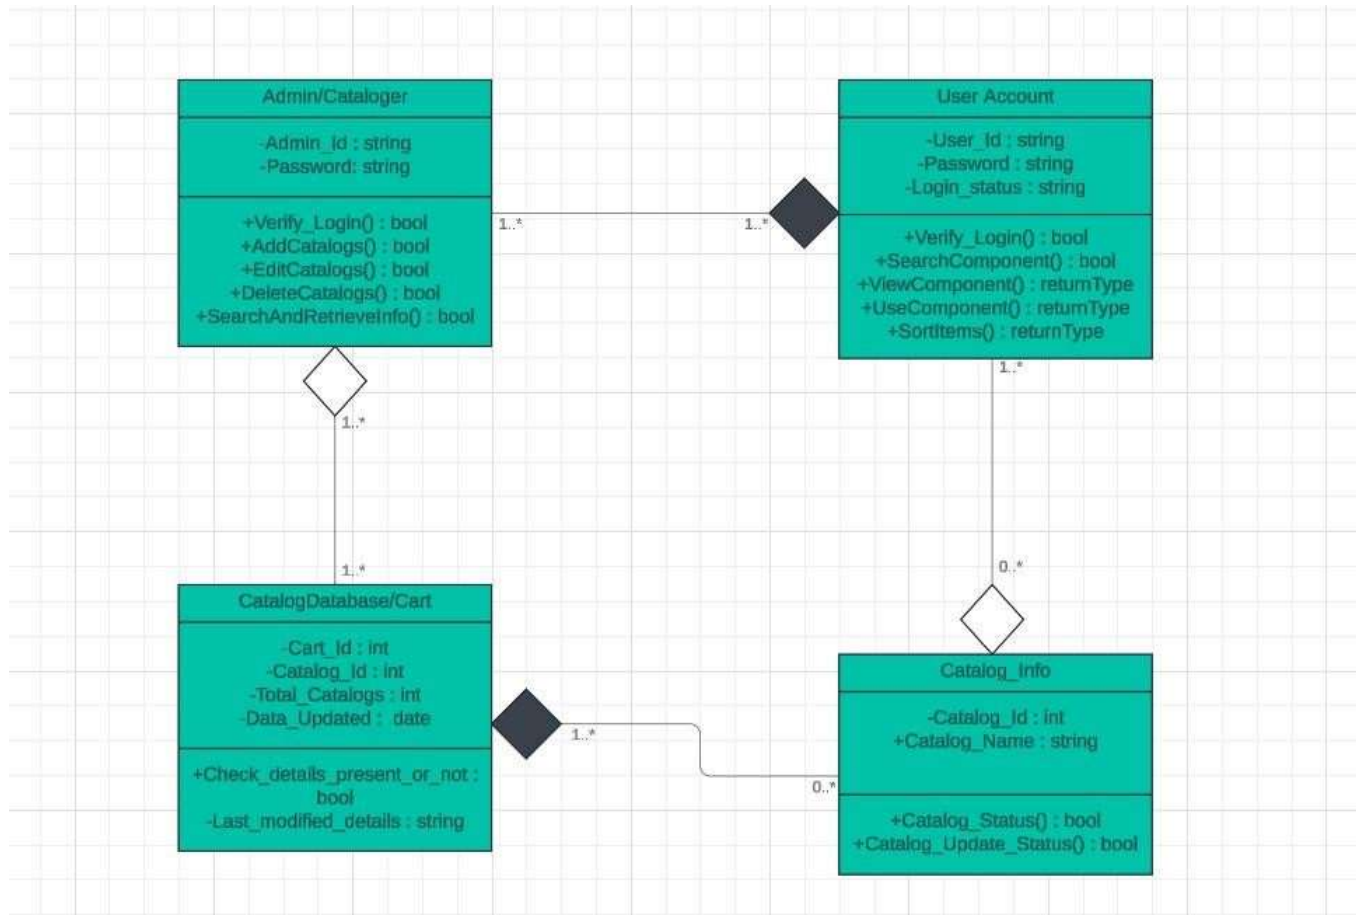 Admin/Cataloger
-Admin_Id : string
-Password: string
+Verify_Login() : bool
+AddCatalogs() : bool
+EditCatalogs() : bool
+DeleteCatalogs() : bool
+SearchAndRetrieveInfo() : bool
1..*
1..*
User Account
-User_Id : string
-Password : string
-Login_status : string
+Verify_Login() : bool
+SearchComponent() : bool
+ViewComponent() : returnType
+UseComponent() : returnType
+SortItems() : returnType
1..*
0..*
1..*
1..*
CatalogDatabase/Cart
-Cart_Id : int
-Catalog_Id : int
-Total_Catalogs : int
-Data_Updated :  date
+Check_details_present_or_not :
bool
-Last_modified_details : string
1..*
0..*
Catalog_Info
-Catalog_Id : int
+Catalog_Name : string
+Catalog_Status() : bool
+Catalog_Update_Status() : bool